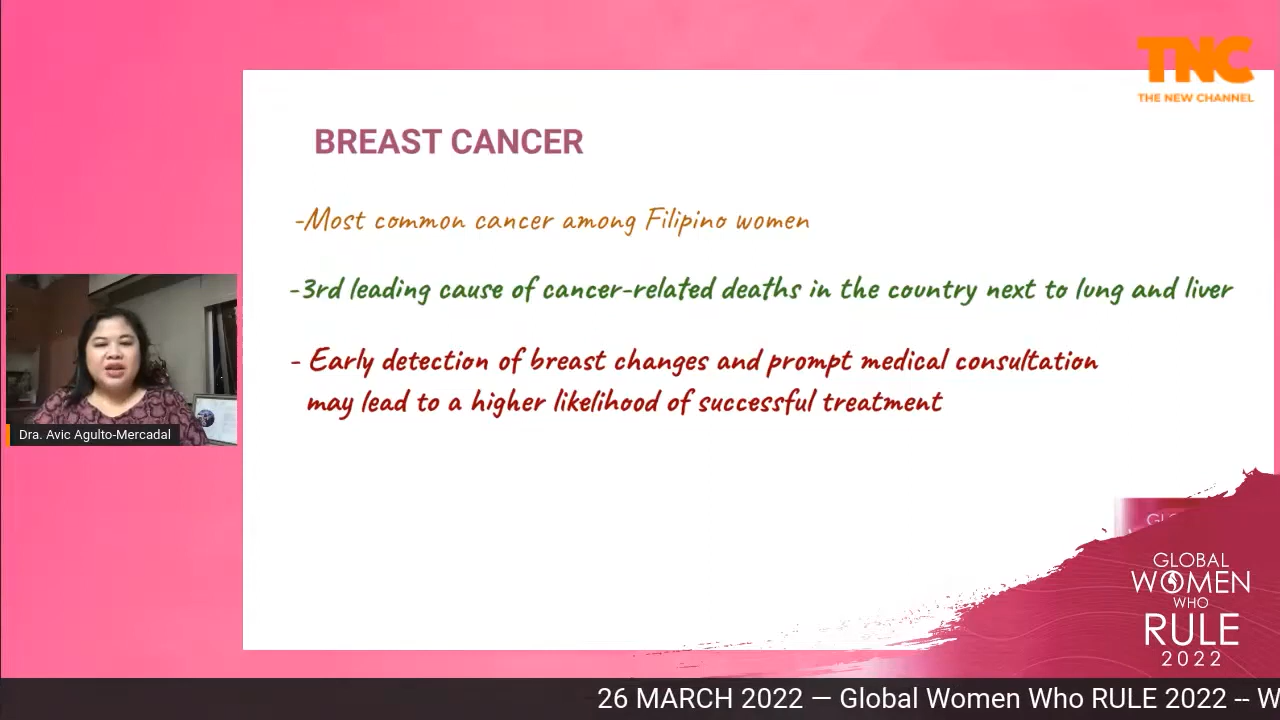 TNC
THE NEW CHANNEL
BREAST CANCER
-Most common cancer among Filipino women
-3rd leading cause of cancer-related deaths in the country next to lung and liver
- Early detection of breast changes and prompt medical consultation
may lead to a higher likelihood of successful treatment
Dra. Avic Agulto-Mercadal
GLOBAL
WOMEN
WHO
RULE
2022
26 MARCH 2022 — Global Women Who RULE 2022 -- W